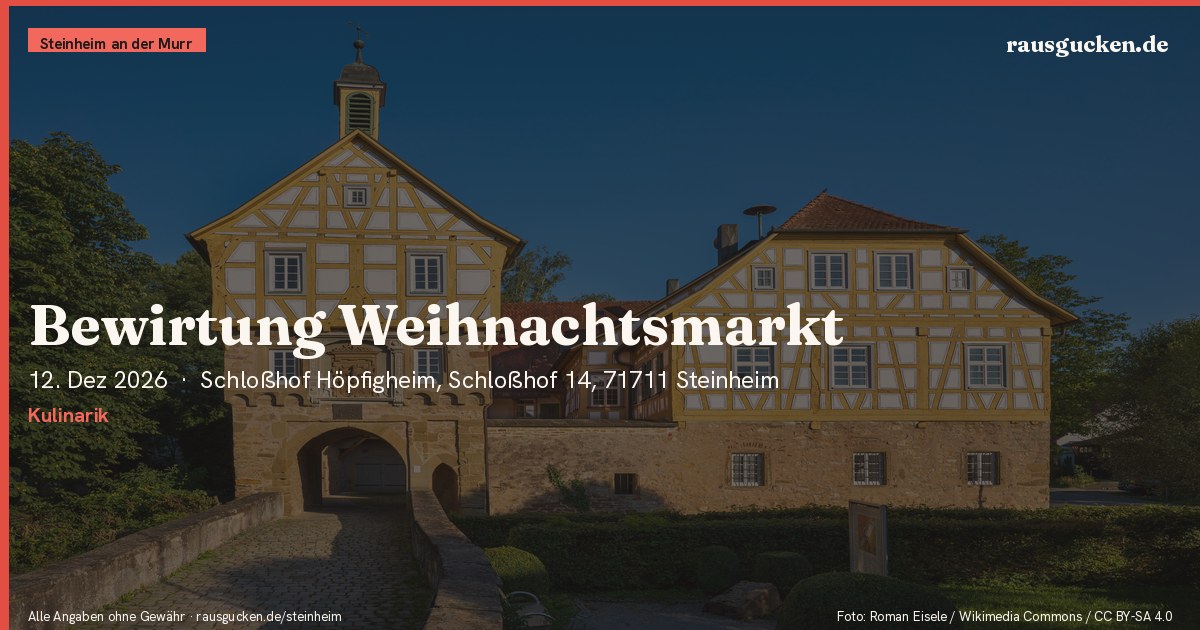 Steinheim an der Murr
rausgucken.de
Bewirtung Weihnachtsmarkt
12. Dez 2026 · Schloßhof Höpfigheim, Schloßhof 14, 71711 Steinheim
Kulinarik
Alle Angaben ohne Gewähr · rausgucken.de/steinheim
Foto: Roman Eisele / Wikimedia Commons / CC BY-SA 4.0